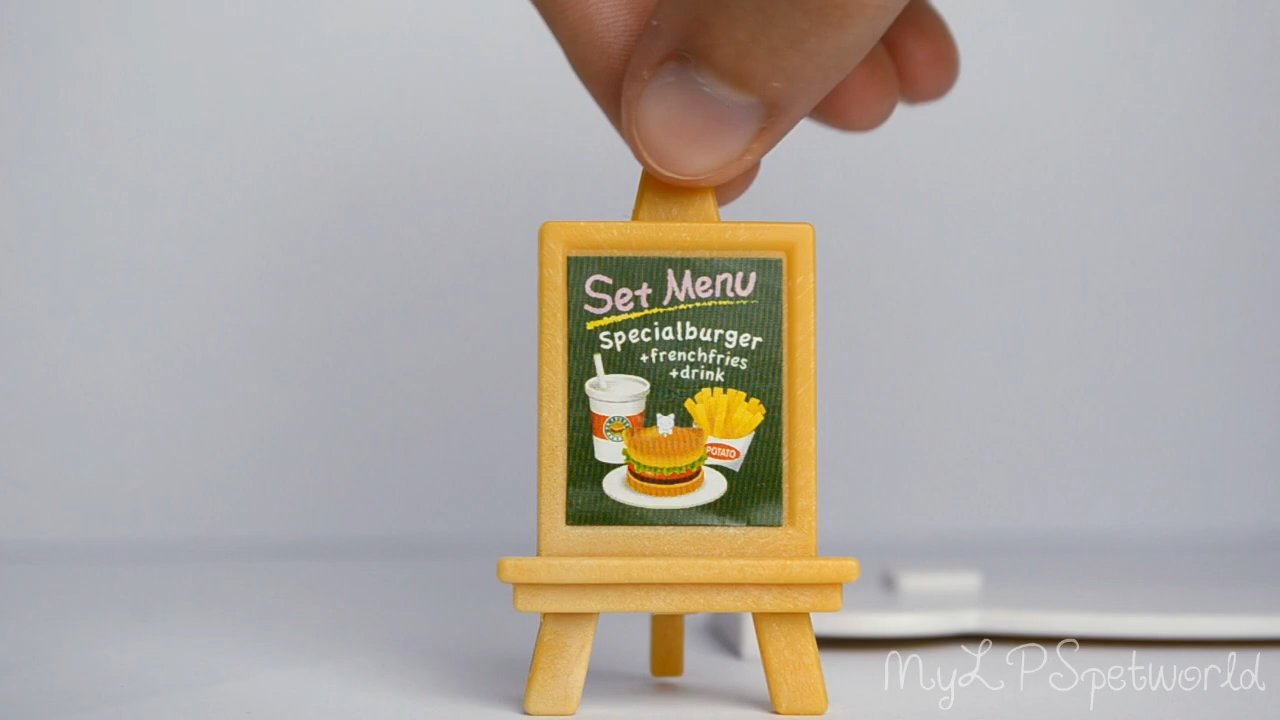 Set Menu
Specialburger
+frenchfries
+drink
POTATO
MyLPSpetworld